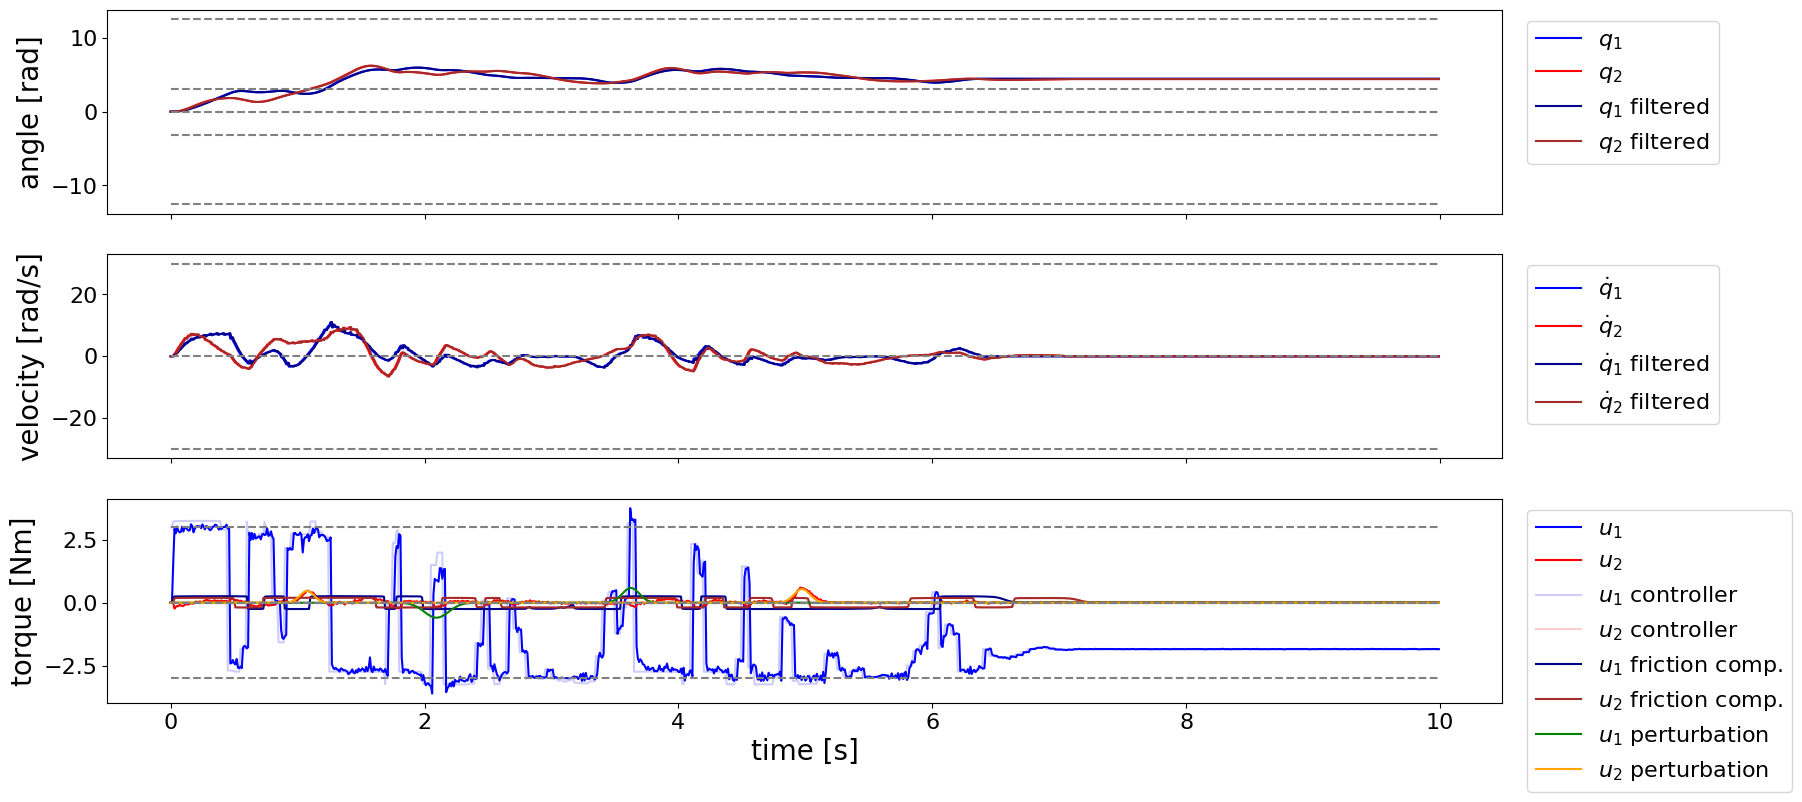 angle [rad]
10
0
−10
q₁
q₂
q₁ filtered
q₂ filtered
velocity [rad/s]
20
0
−20
q̇₁
q̇₂
q̇₁ filtered
q̇₂ filtered
torque [Nm]
2.5
0.0
−2.5
0 2 4 6 8 10
time [s]
u₁
u₂
u₁ controller
u₂ controller
u₁ friction comp.
u₂ friction comp.
u₁ perturbation
u₂ perturbation